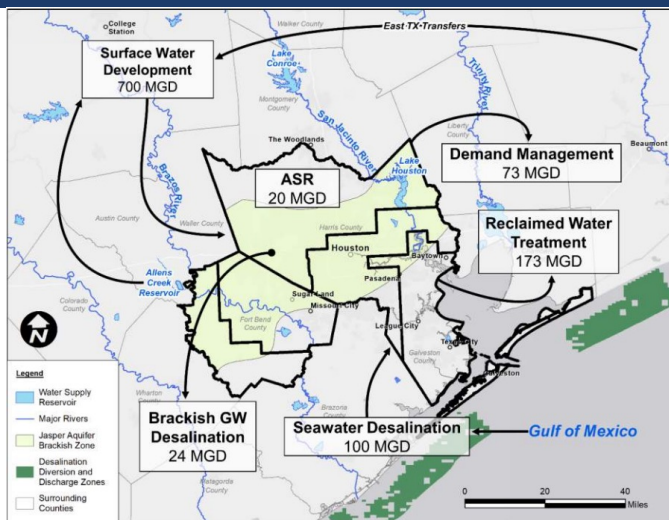 College
Station
Walker County
East TX Transfers
Surface Water
Development
700 MGD
Lake
Conroe
Trinity River
Montgomery
County
San Jacinto River
Liberty
County
Beaumont
The Woodlands
Demand Management
73 MGD
Lake
Houston
ASR
20 MGD
Brazos River
Waller County
Austin County
Harris County
Houston
Reclaimed Water
Treatment
173 MGD
Baytown
Allens
Creek
Reservoir
Pasadena
Sugar Land
Missouri City
Colorado
County
Fort Bend
County
League City
Texas City
Galveston
County
N
Galveston
Legend
Water Supply
Reservoir
Major Rivers
Jasper Aquifer
Brackish Zone
Desalination
Diversion and
Discharge Zones
Surrounding
Counties
Wharton
County
Brazoria
County
Brackish GW
Desalination
24 MGD
Seawater Desalination
100 MGD
Gulf of Mexico
Matagorda
County
0 20 40
Miles